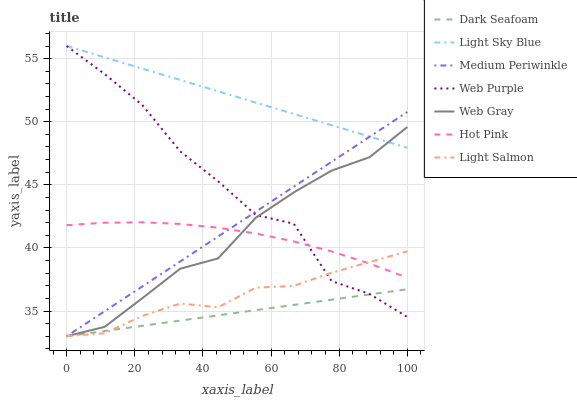 title
Dark Seafoam
Light Sky Blue
Medium Periwinkle
Web Purple
Web Gray
Hot Pink
Light Salmon
yaxis_label
55
50
45
40
35
0
20
40
60
80
100
xaxis_label